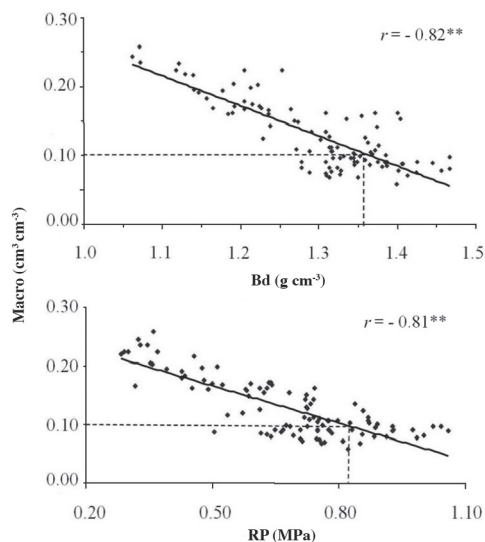 0.30
r = - 0.82**
0.20
0.10
0.00
1.0 1.1 1.2 1.3 1.4 1.5
Bd (g cm-3)
Macro (cm3 cm-3)
0.30
r = - 0.81**
0.20
0.10
0.00
0.20 0.50 0.80 1.10
RP (MPa)